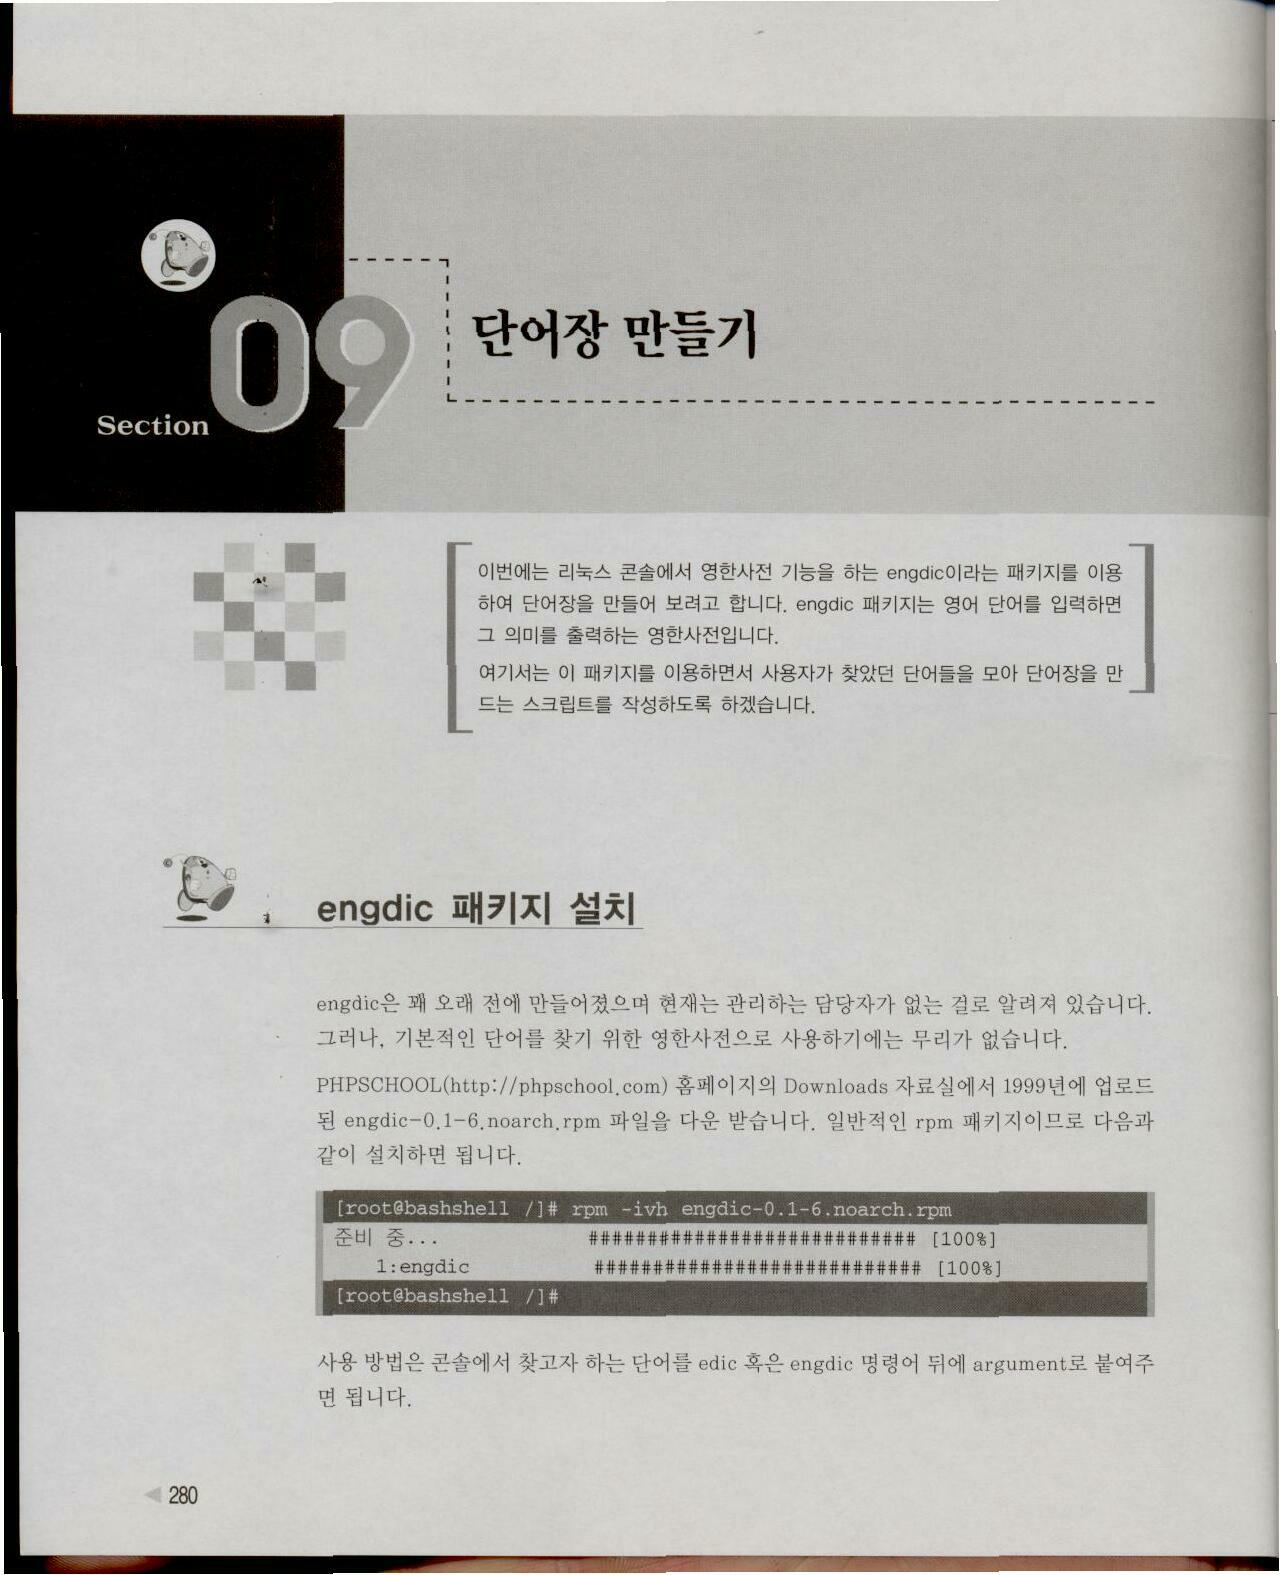 09
Section
단어장 만들기
이번에는 리눅스 콘솔에서 영한사전 기능을 하는 engdic이라는 패키지를 이용
하여 단어장을 만들어 보려고 합니다. engdic 패키지는 영어 단어를 입력하면
그 의미를 출력하는 영한사전입니다.
여기서는 이 패키지를 이용하면서 사용자가 찾았던 단어들을 모아 단어장을 만
드는 스크립트를 작성하도록 하겠습니다.
engdic 패키지 설치
engdic은 꽤 오래 전에 만들어졌으며 현재는 관리하는 담당자가 없는 걸로 알려져 있습니다.
그러나, 기본적인 단어를 찾기 위한 영한사전으로 사용하기에는 무리가 없습니다.
PHPSCHOOL(http://phpschool.com) 홈페이지의 Downloads 자료실에서 1999년에 업로드
된 engdic-0.1-6.noarch.rpm 파일을 다운 받습니다. 일반적인 rpm 패키지이므로 다음과
같이 설치하면 됩니다.
[root@bashshell /]# rpm -ivh engdic-0.1-6.noarch.rpm
준비 중... ############################ [100%]
1:engdic ############################ [100%]
[root@bashshell /]#
사용 방법은 콘솔에서 찾고자 하는 단어를 edic 혹은 engdic 명령어 뒤에 argument로 붙여주
면 됩니다.
280